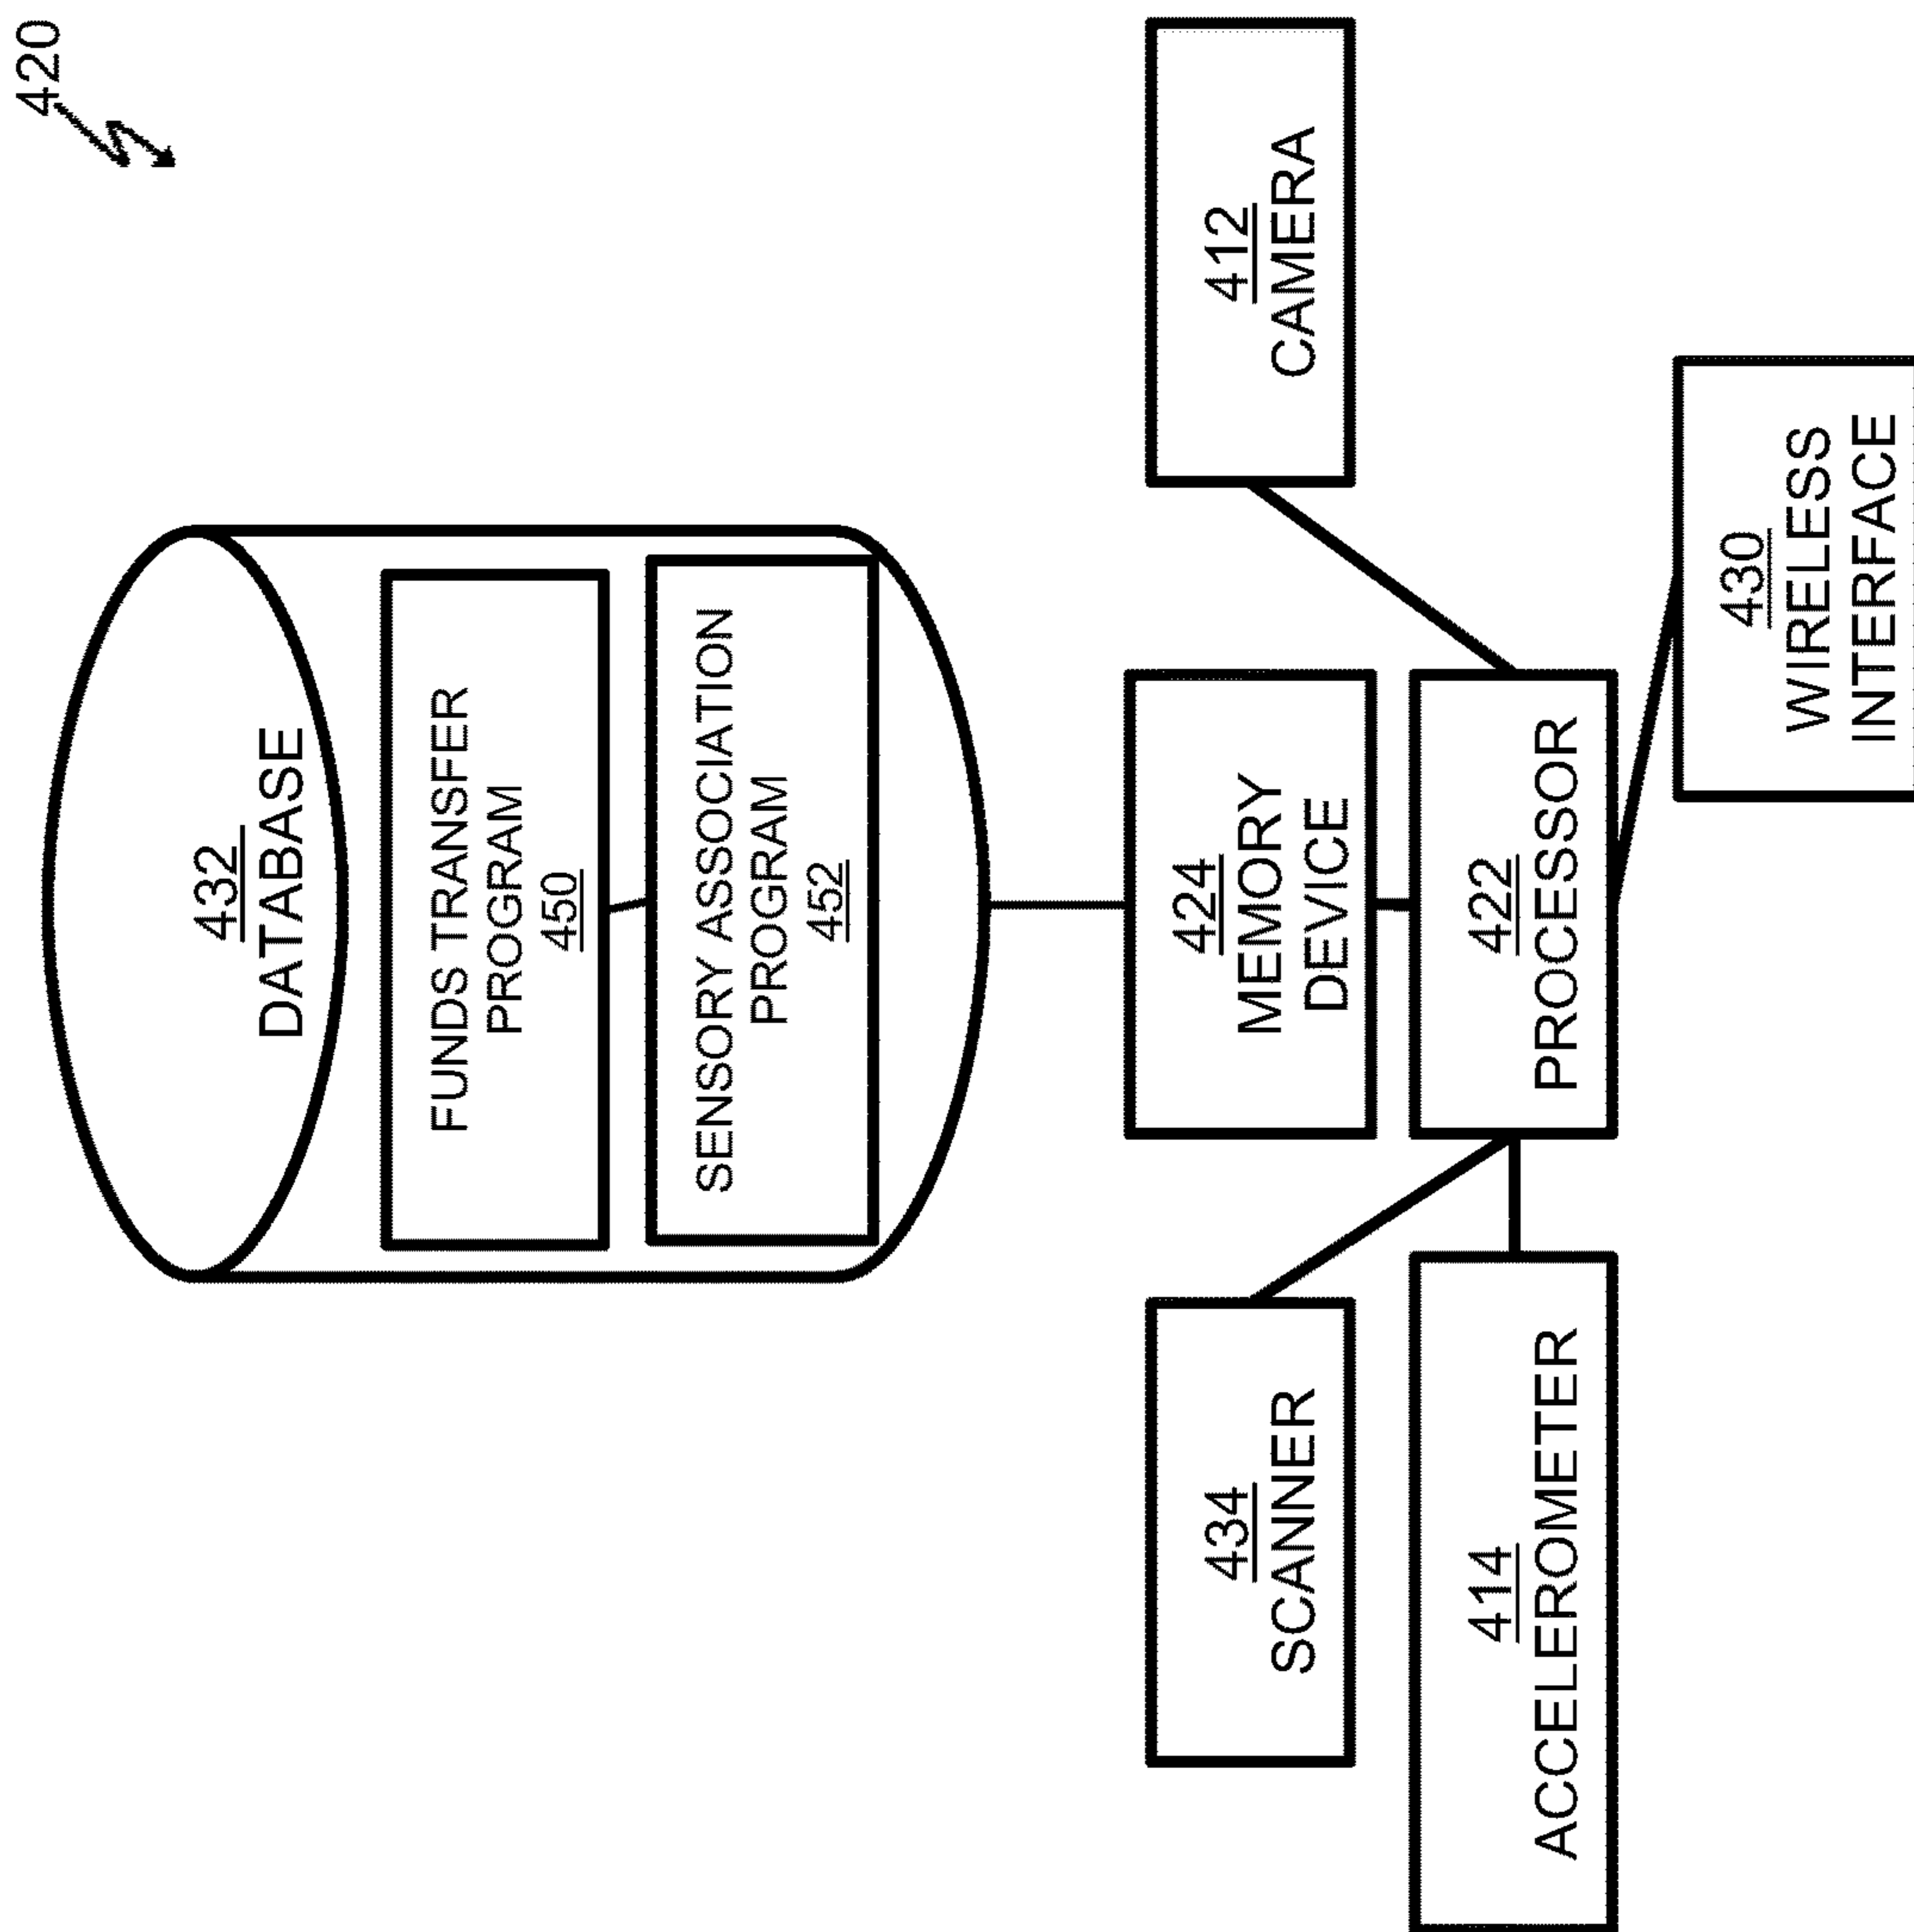 420
432
DATABASE
FUNDS TRANSFER
PROGRAM
450
SENSORY ASSOCIATION
PROGRAM
452
434
SCANNER
424
MEMORY
DEVICE
412
CAMERA
414
ACCELEROMETER
422
PROCESSOR
430
WIRELESS
INTERFACE